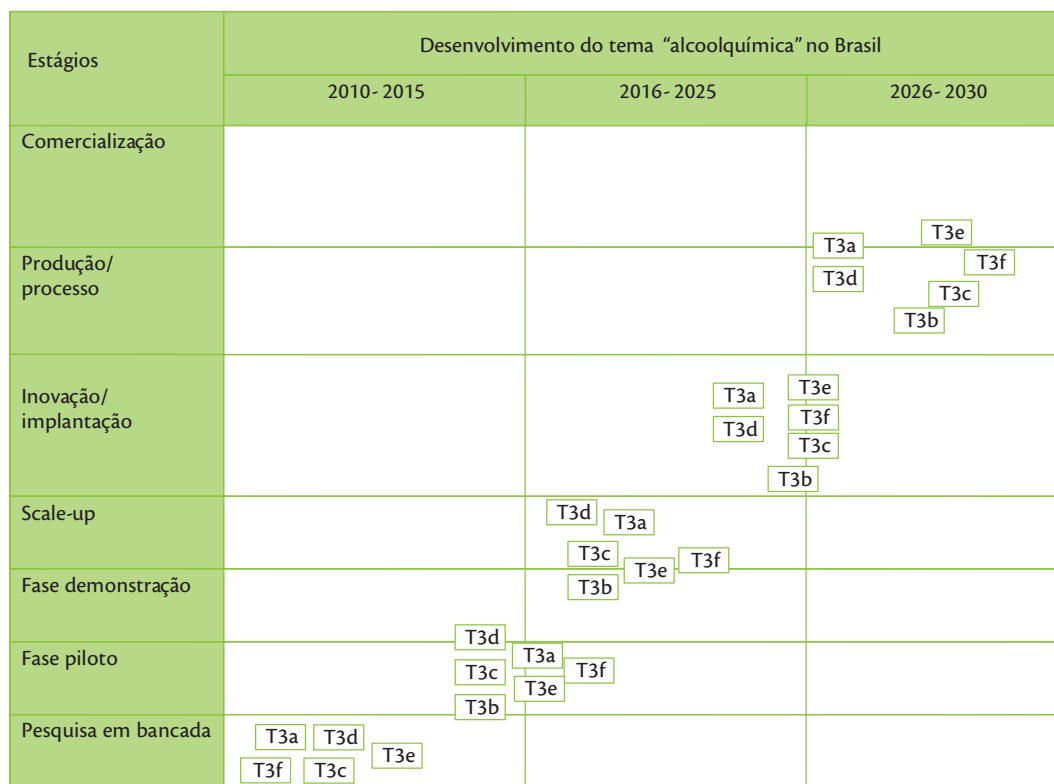 Estágios
Desenvolvimento do tema “alcoolquímica” no Brasil
2010- 2015
2016- 2025
2026- 2030
Comercialização
T3e
T3a
Produção/
processo
T3f
T3d
T3c
T3b
Inovação/
implantação
T3e
T3a
T3f
T3d
T3c
T3b
Scale-up
T3d
T3a
T3c
T3f
T3e
Fase demonstração
T3b
T3d
Fase piloto
T3a
T3c
T3f
T3e
T3b
Pesquisa em bancada
T3a
T3d
T3e
T3f
T3c